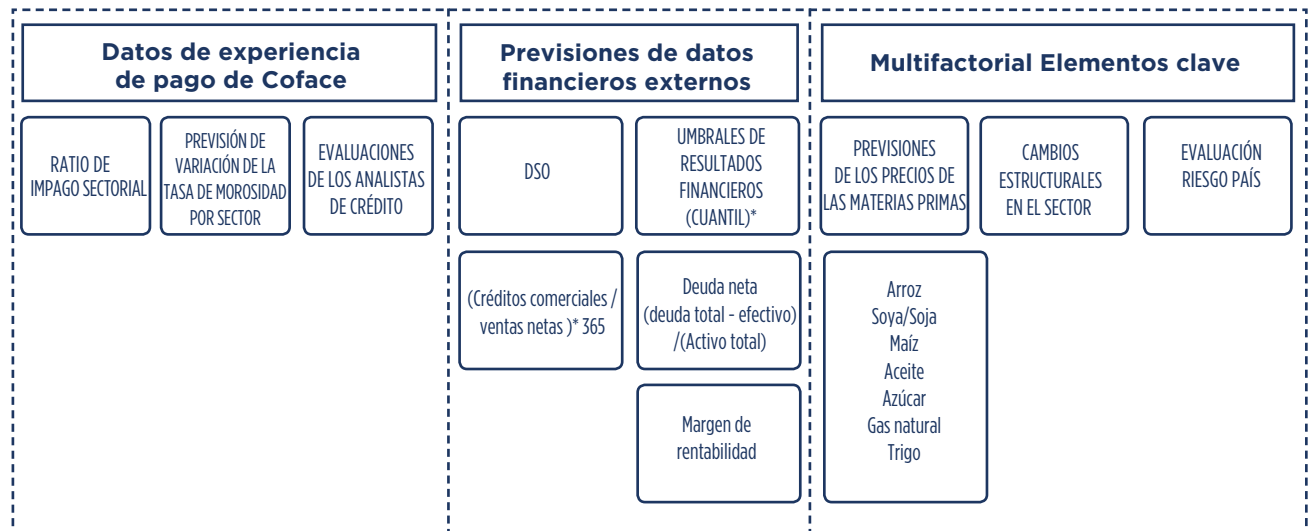 Datos de experiencia
de pago de Coface
RATIO DE
IMPAGO SECTORIAL
PREVISIÓN DE
VARIACIÓN DE LA
TASA DE MOROSIDAD
POR SECTOR
EVALUACIONES
DE LOS ANALISTAS
DE CRÉDITO
Previsiones de datos
financieros externos
DSO
UMBRALES DE
RESULTADOS
FINANCIEROS
(CUANTIL)*
(Créditos comerciales /
ventas netas )* 365
Deuda neta
(deuda total - efectivo)
/(Activo total)
Margen de
rentabilidad
Multifactorial Elementos clave
PREVISIONES
DE LOS PRECIOS DE
LAS MATERIAS PRIMAS
CAMBIOS
ESTRUCTURALES
EN EL SECTOR
EVALUACIÓN
RIESGO PAÍS
Arroz
Soya/Soja
Maíz
Aceite
Azúcar
Gas natural
Trigo